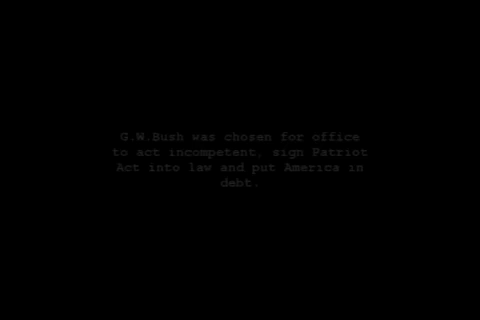 G.W.Bush was chosen for office
to act incompetent, sign Patriot
Act into law and put America in
debt.